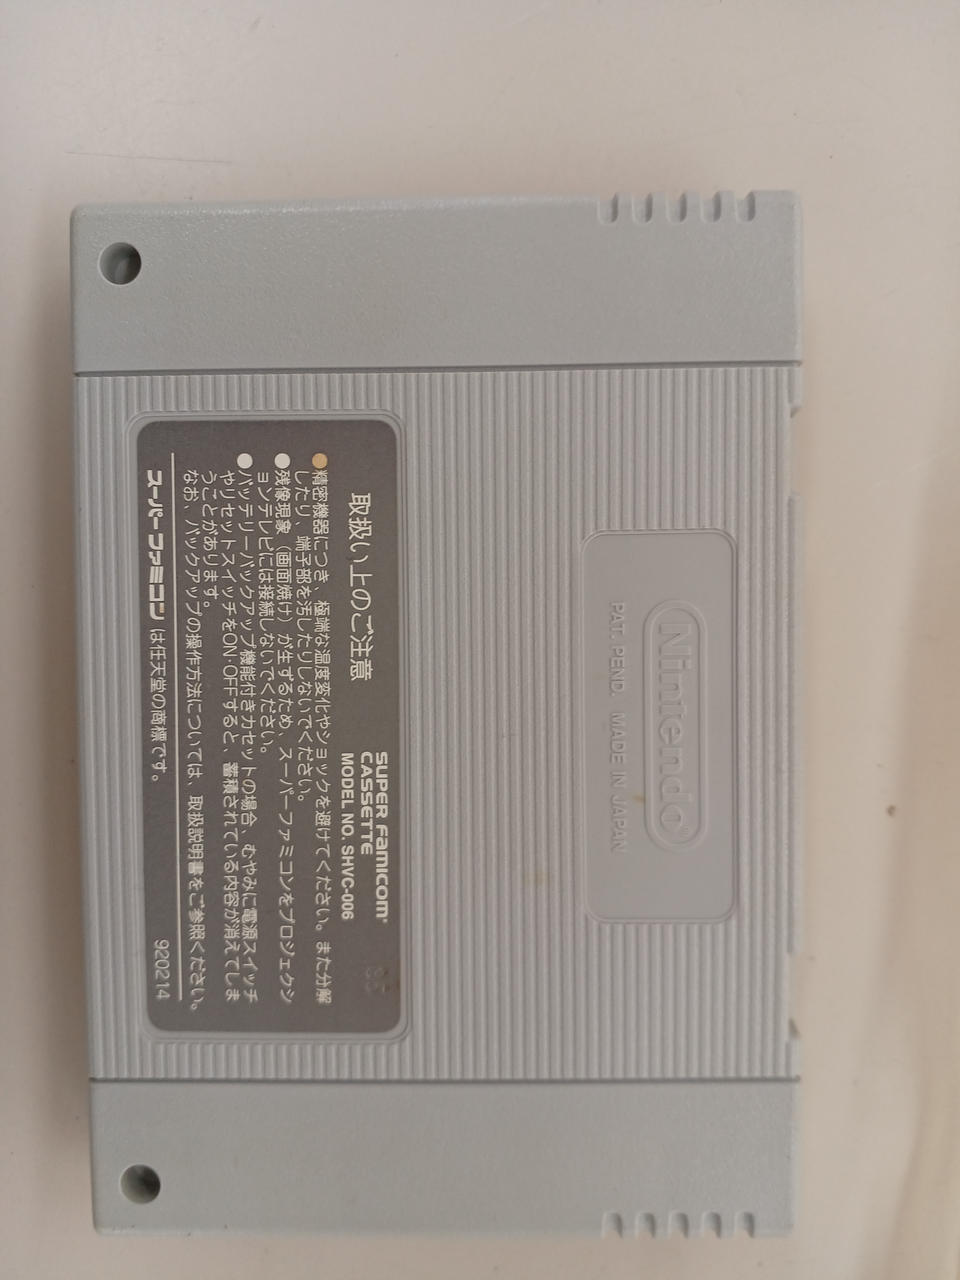 Nintendo®
PAT. PEND. MADE IN JAPAN
SUPER FAMICOM
CASSETTE
MODEL NO. SHVC-006
取扱い上のご注意
●精密機器につき、極端な温度変化やショックを避けてください。また分解
したり、端子部を汚したりしないでください。
●残像現象（画面焼け）が生ずるため、スーパーファミコンをプロジェクシ
ョンテレビには接続しないでください。
●バッテリーバックアップ機能付きカセットの場合、むやみに電源スイッチ
やリセットスイッチをON・OFFすると、蓄積されている内容が消えてしま
うことがあります。
なお、バックアップの操作方法については、取扱説明書をご参照ください。
スーパーファミコンは任天堂の商標です。
920214